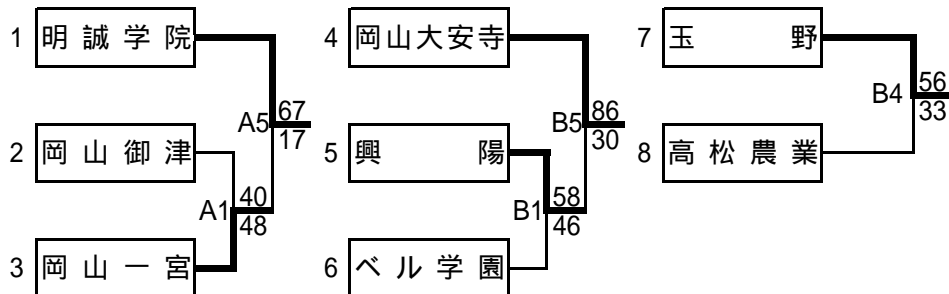 1 明誠学院
2 岡山御津
3 岡山一宮
A5 67
17
A1 40
48
4 岡山大安寺
5 興陽
6 ベル学園
B5 86
30
B1 58
46
7 玉野
8 高松農業
B4 56
33